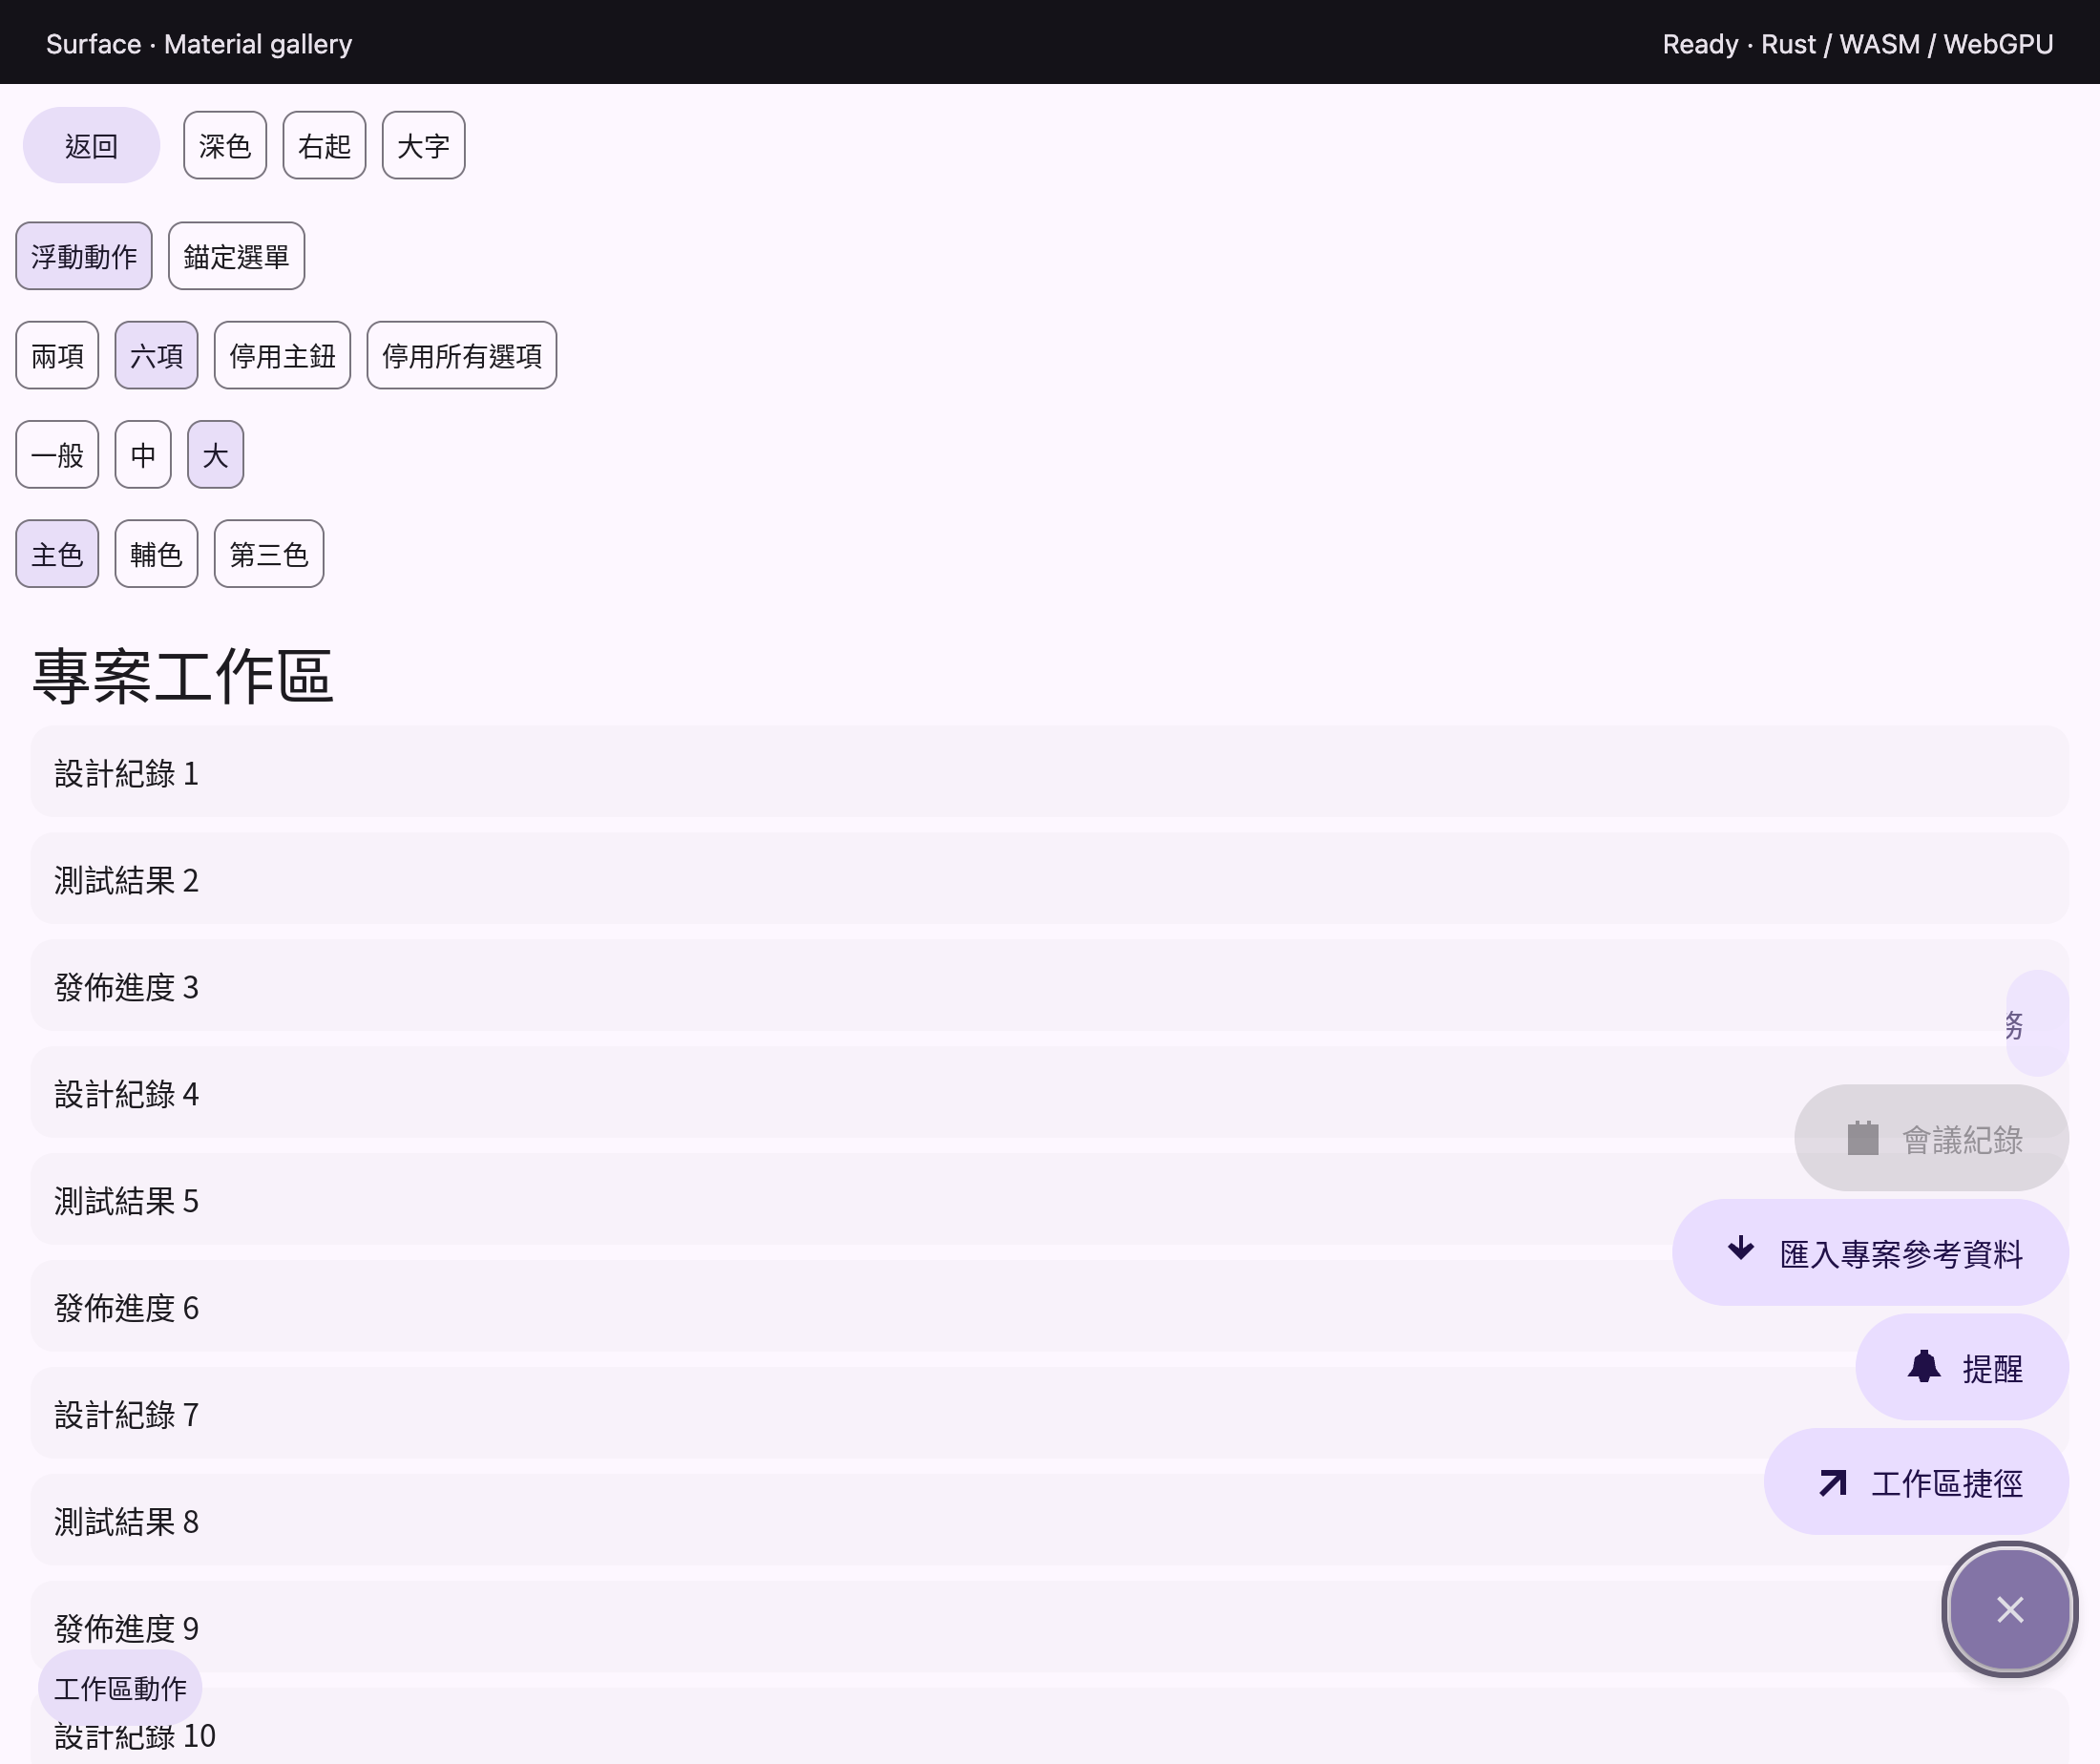 Surface · Material gallery
Ready · Rust / WASM / WebGPU
返回 深色 右起 大字
浮動動作 錨定選單
兩項 六項 停用主鈕 停用所有選項
一般 中 大
主色 輔色 第三色
專案工作區
設計紀錄 1
測試結果 2
發佈進度 3
務
設計紀錄 4
會議紀錄
測試結果 5
匯入專案參考資料
發佈進度 6
提醒
設計紀錄 7
工作區捷徑
測試結果 8
發佈進度 9
工作區動作
設計紀錄 10